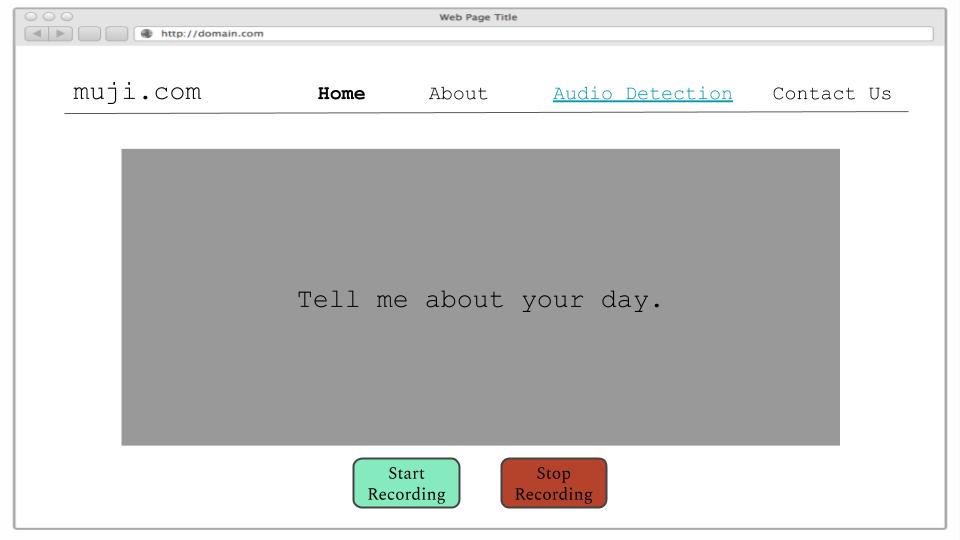 Web Page Title
http://domain.com
muji.com Home About Audio Detection Contact Us
Tell me about your day.
Start Recording
Stop Recording